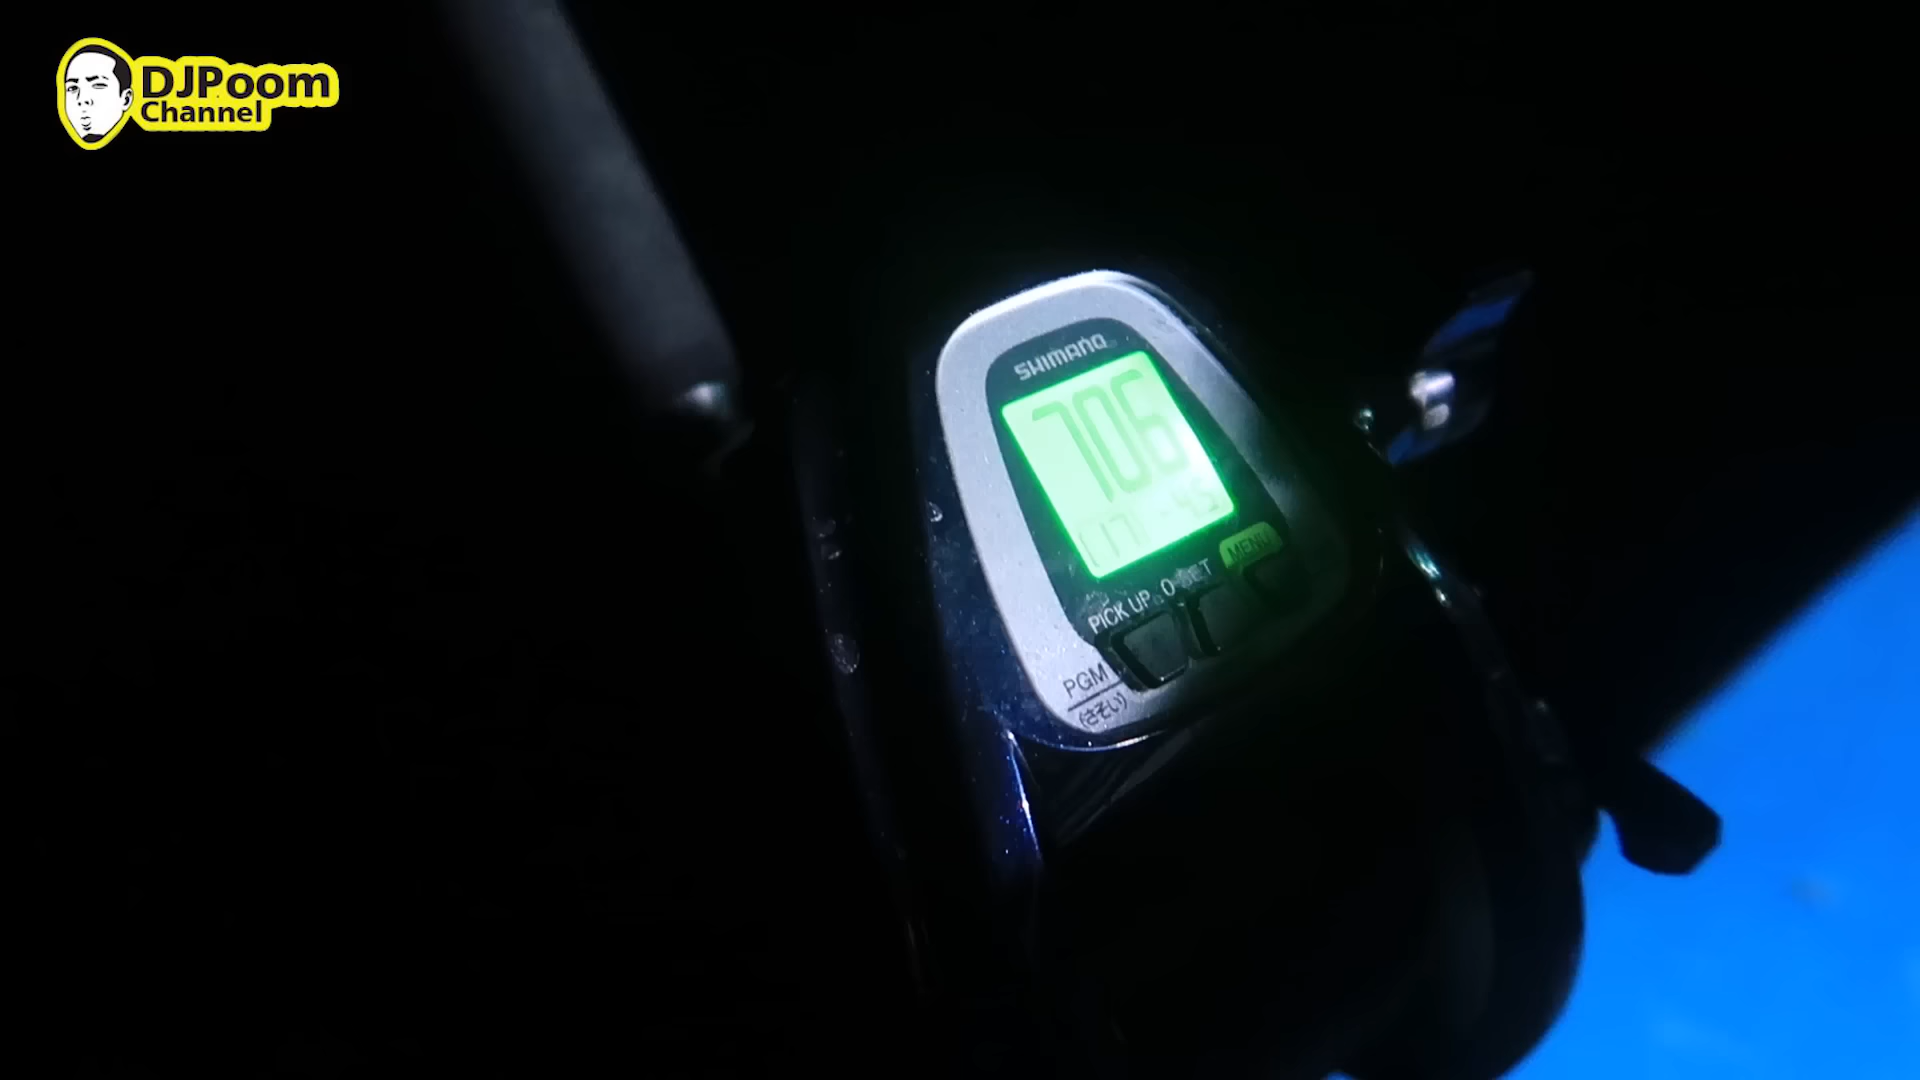 DJPoom
Channel
SHIMANO
706
MENU
PICK UP 0-SET
PGM
(さそい)